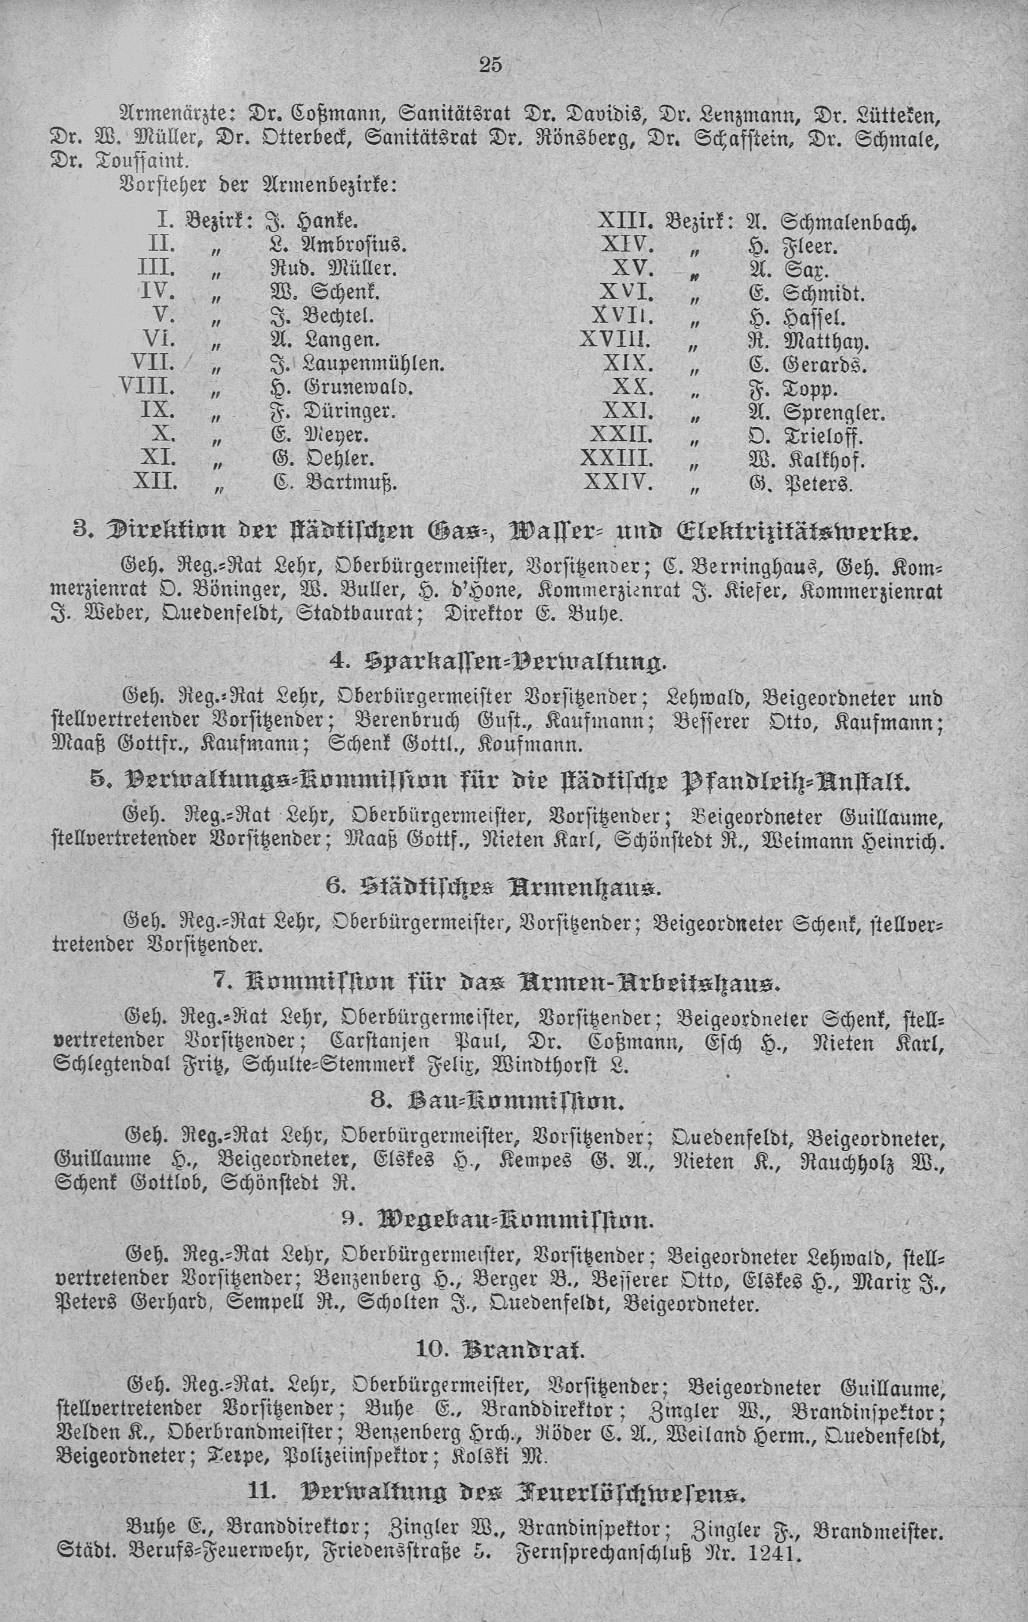 25
Armenärzte: Dr. Coßmann, Sanitätsrat Dr. Davidis, Dr. Lenzmann, Dr. Lütteken,
Dr. W. Müller, Dr. Otterbeck, Sanitätsrat Dr. Rönsberg, Dr. Schafstein, Dr. Schmale,
Dr. Toussaint.
Vorsteher der Armenbezirke:
I. Bezirk: J. Hanke.
II. „ L. Ambrosius.
III. „ Rud. Müller.
IV. „ W. Schenk.
V. „ J. Bechtel.
VI. „ A. Langen.
VII. „ J. Laupenmühlen.
VIII. „ H. Grunewald.
IX. „ F. Düringer.
X. „ E. Meyer.
XI. „ G. Oehler.
XII. „ C. Bartmuß.
XIII. Bezirk: A. Schmalenbach.
XIV. „ H. Fleer.
XV. „ A. Sax.
XVI. „ E. Schmidt.
XVII. „ H. Hassel.
XVIII. „ R. Matthay.
XIX. „ C. Gerards.
XX. „ F. Topp.
XXI. „ A. Sprengler.
XXII. „ O. Trieloff.
XXIII. „ W. Kalkhof.
XXIV. „ G. Peters.
3. Direktion der städtischen Gas-, Wasser- und Elektrizitätswerke.
Geh. Reg.-Rat Lehr, Oberbürgermeister, Vorsitzender; C. Berninghaus, Geh. Kom-
merzienrat O. Böninger, W. Buller, H. d'Hone, Kommerzienrat J. Kiefer, Kommerzienrat
J. Weber, Quedenfeldt, Stadtbaurat; Direktor E. Buhe.
4. Sparkassen-Verwaltung.
Geh. Reg.-Rat Lehr, Oberbürgermeister Vorsitzender; Lehwald, Beigeordneter und
stellvertretender Vorsitzender; Berenbruch Gust., Kaufmann; Besserer Otto, Kaufmann;
Maaß Gottfr., Kaufmann; Schenk Gottl., Koufmann.
5. Verwaltungs-Kommission für die städtische Pfandleih-Anstalt.
Geh. Reg.-Rat Lehr, Oberbürgermeister, Vorsitzender; Beigeordneter Guillaume,
stellvertretender Vorsitzender; Maaß Gottf., Nieten Karl, Schönstedt R., Weimann Heinrich.
6. Städtisches Armenhaus.
Geh. Reg.-Rat Lehr, Oberbürgermeister, Vorsitzender; Beigeordneter Schenk, stellver-
tretender Vorsitzender.
7. Kommission für das Armen-Arbeitshaus.
Geh. Reg.-Rat Lehr, Oberbürgermeister, Vorsitzender; Beigeordneter Schenk, stell-
vertretender Vorsitzender; Carstanjen Paul, Dr. Coßmann, Esch H., Nieten Karl,
Schlegtendal Fritz, Schulte-Stemmerk Felix, Windthorst L.
8. Bau-Kommission.
Geh. Reg.-Rat Lehr, Oberbürgermeister, Vorsitzender; Quedenfeldt, Beigeordneter,
Guillaume H., Beigeordneter, Elskes H., Kempes G. A., Nieten K., Rauchholz W.,
Schenk Gottlob, Schönstedt R.
9. Wegebau-Kommission.
Geh. Reg.-Rat Lehr, Oberbürgermeister, Vorsitzender; Beigeordneter Lehwald, stell-
vertretender Vorsitzender; Benzenberg H., Berger B., Besserer Otto, Elskes H., Marix J.,
Peters Gerhard, Sempell R., Scholten J., Quedenfeldt, Beigeordneter.
10. Brandrat.
Geh. Reg.-Rat. Lehr, Oberbürgermeister, Vorsitzender; Beigeordneter Guillaume,
stellvertretender Vorsitzender; Buhe E., Branddirektor; Zingler W., Brandinspektor;
Velden K., Oberbrandmeister; Benzenberg Hrch., Röder C. A., Weiland Herm., Quedenfeldt,
Beigeordneter; Terpe, Polizeiinspektor; Kolski M.
11. Verwaltung des Feuerlöschwesens.
Buhe E., Branddirektor; Zingler W., Brandinspektor; Zingler F., Brandmeister.
Städt. Berufs-Feuerwehr, Friedensstraße 5. Fernsprechanschluß Nr. 1241.